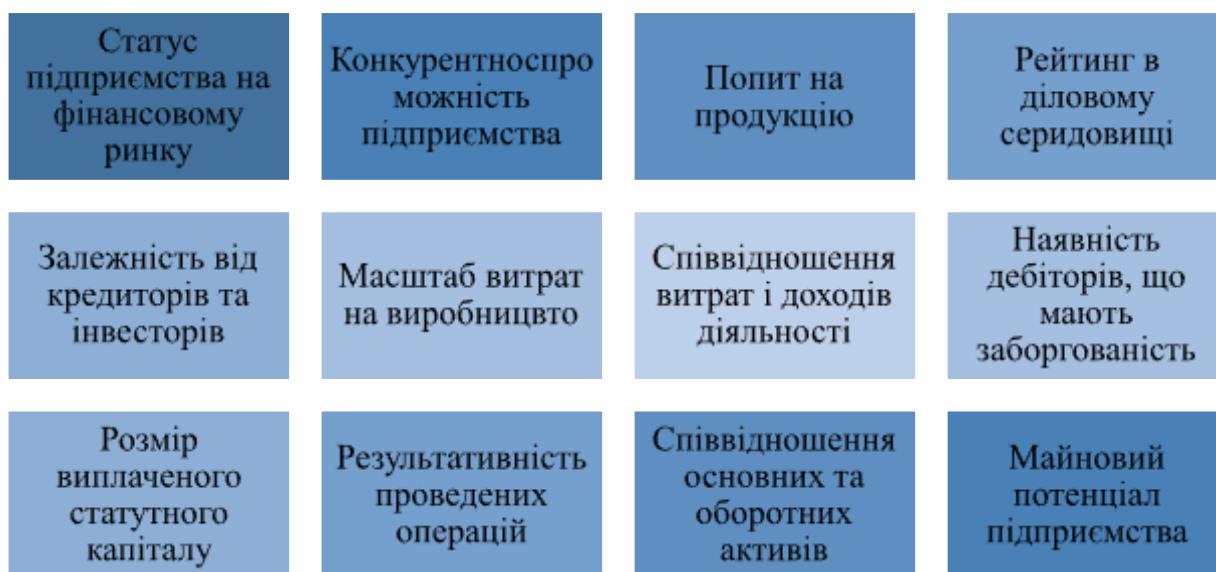 Статус
підприємства на
фінансовому
ринку
Конкурентноспро
можність
підприємства
Попит на
продукцію
Рейтинг в
діловому
серидовищі
Залежність від
кредиторів та
інвесторів
Масштаб витрат
на виробницвто
Співвідношення
витрат і доходів
діяльності
Наявність
дебіторів, що
мають
заборгованість
Розмір
виплаченого
статутного
капіталу
Результативність
проведених
операцій
Співвідношення
основних та
оборотних
активів
Майновий
потенціал
підприємства